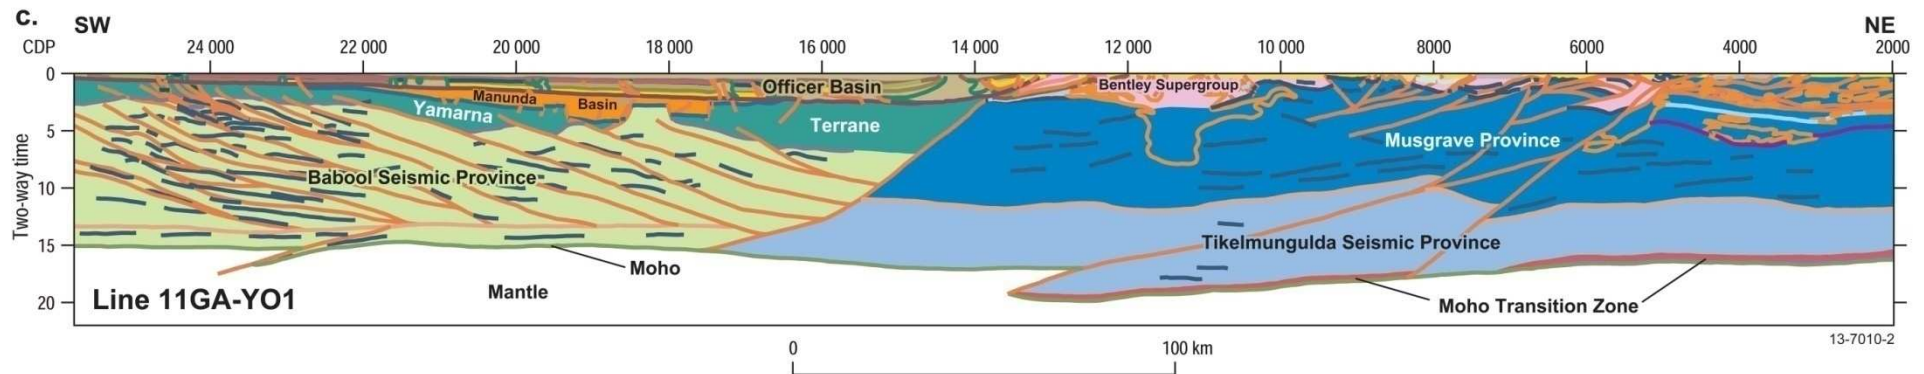 c.
SW
NE
CDP
24 000
22 000
20 000
18 000
16 000
14 000
12 000
10 000
8000
6000
4000
2000
0
5
10
15
20
Two-way time
Officer Basin
Bentley Supergroup
Manunda Basin
Yamarna Terrane
Musgrave Province
Babool Seismic Province
Tikelmungulda Seismic Province
Moho
Mantle
Line 11GA-YO1
Moho Transition Zone
13-7010-2
0
100 km